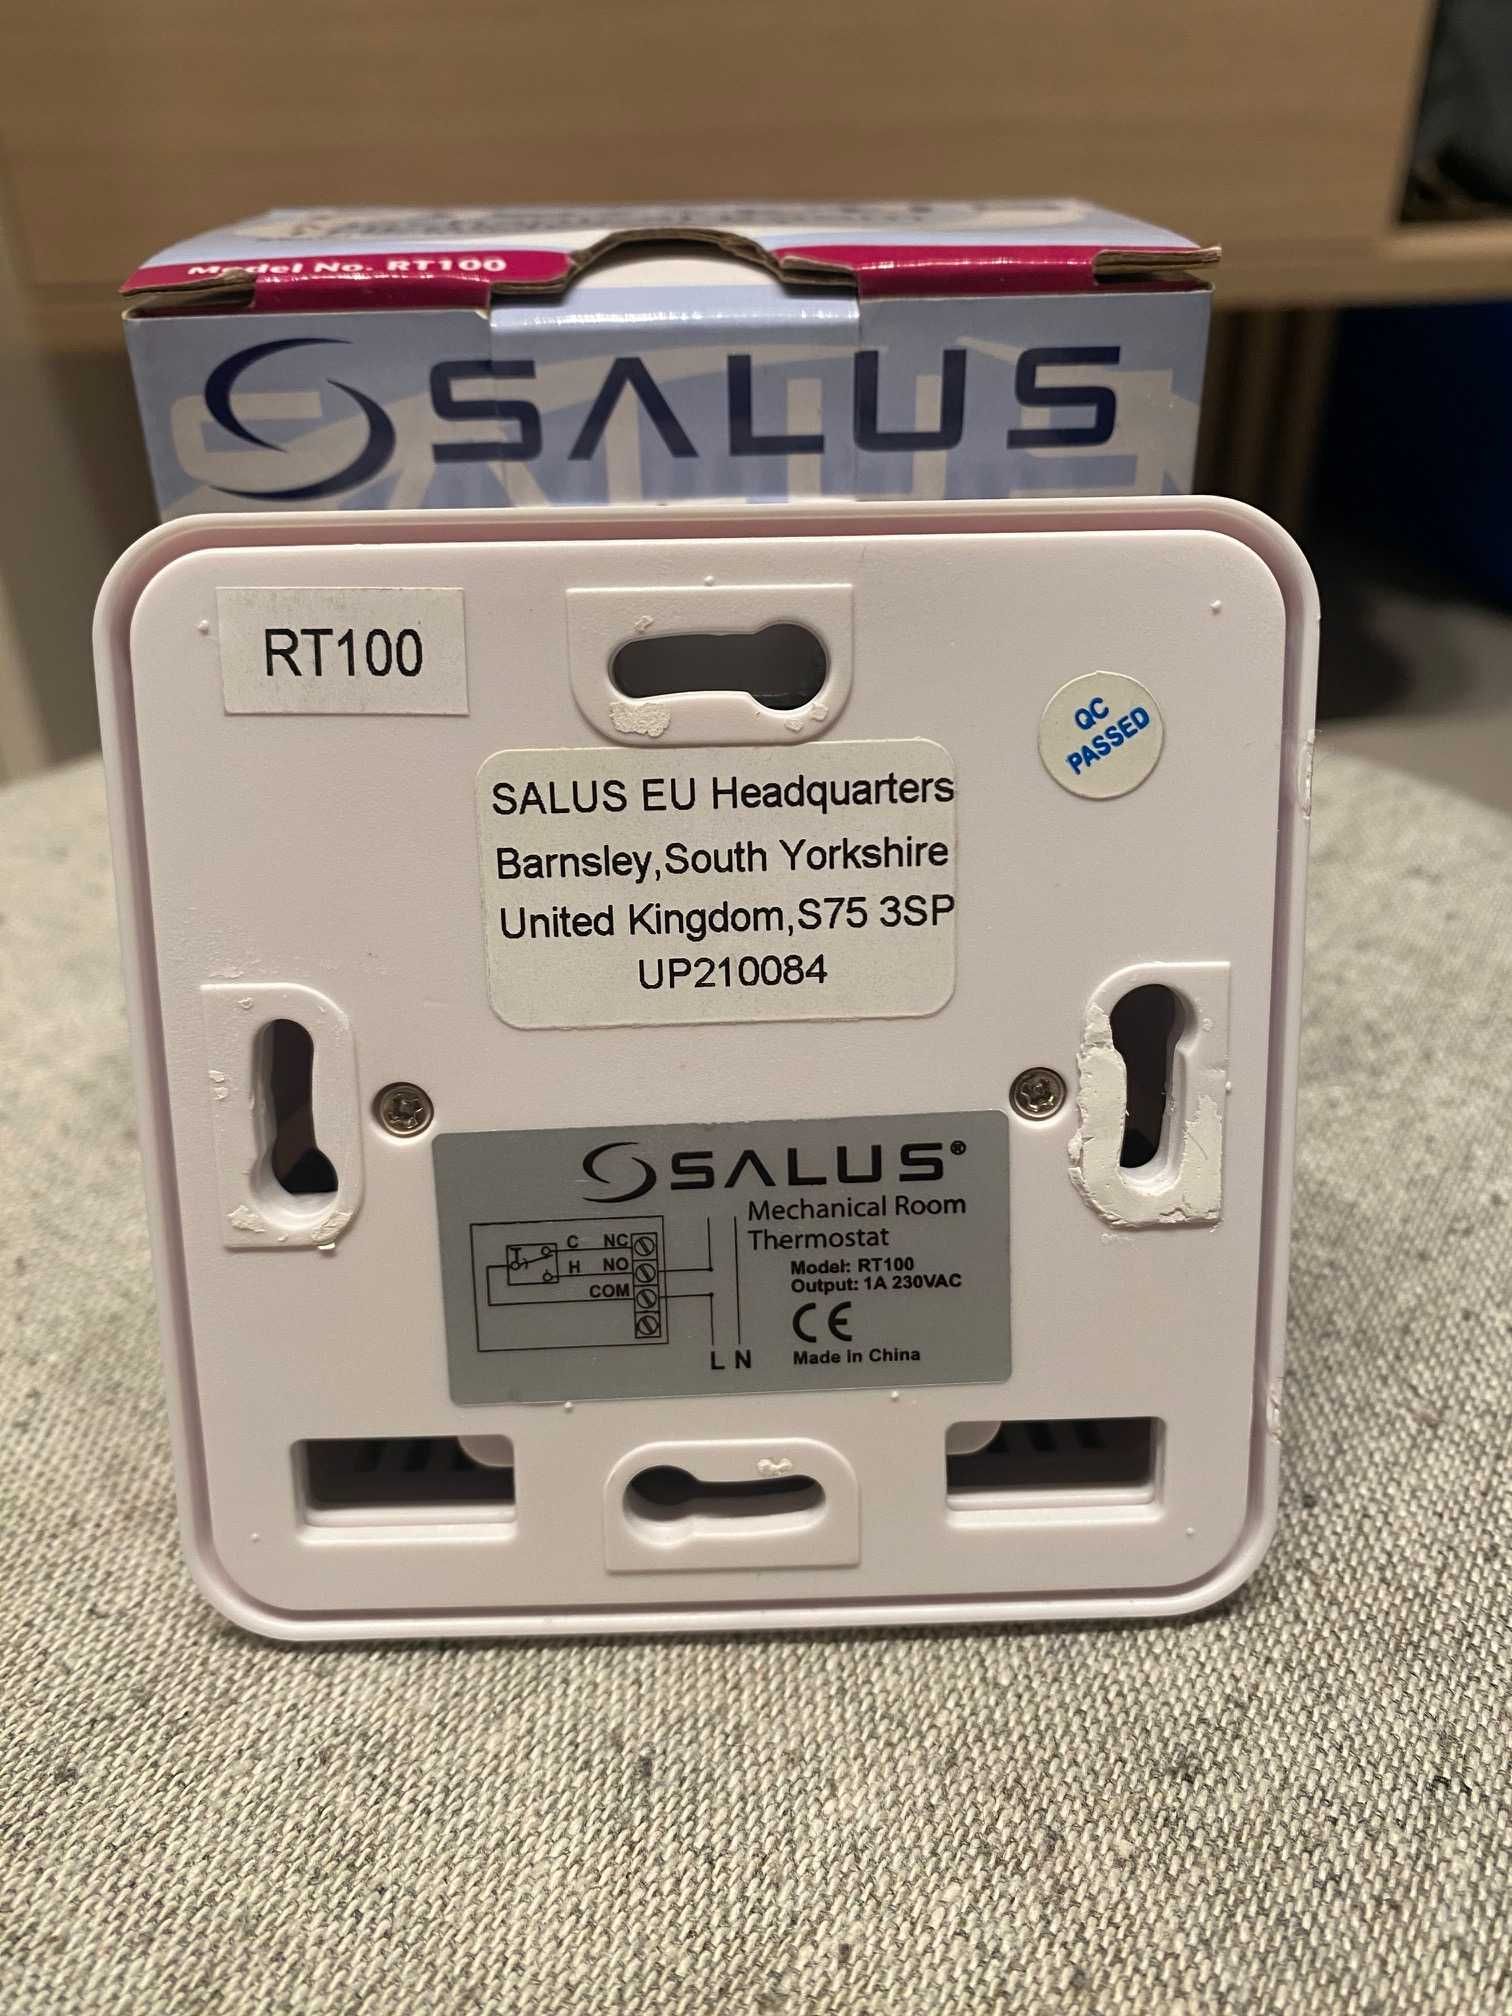 Model No. RT100
SALUS
RT100
QC
PASSED
SALUS EU Headquarters
Barnsley,South Yorkshire
United Kingdom,S75 3SP
UP210084
SALUS®
Mechanical Room
Thermostat
Model: RT100
Output: 1A 230VAC
CE
Made in China
T
C NC
H NO
COM
L N